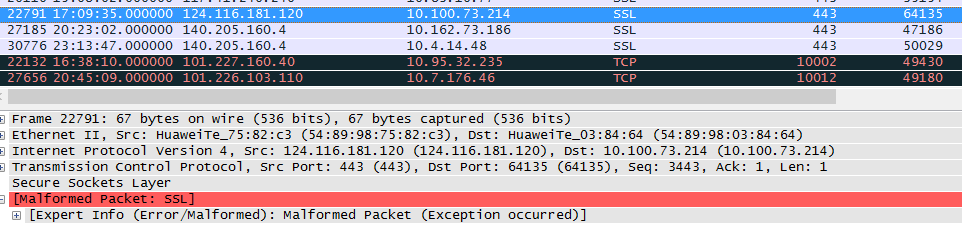 22791 17:09:35.000000 124.116.181.120 10.100.73.214 SSL 443 64135
27185 20:23:02.000000 140.205.160.4 10.162.73.186 SSL 443 47186
30776 23:13:47.000000 140.205.160.4 10.4.14.48 SSL 443 50029
22132 16:38:10.000000 101.227.160.40 10.95.32.235 TCP 10002 49430
27656 20:45:09.000000 101.226.103.110 10.7.176.46 TCP 10012 49180
Frame 22791: 67 bytes on wire (536 bits), 67 bytes captured (536 bits)
Ethernet II, Src: HuaweiTe_75:82:c3 (54:89:98:75:82:c3), Dst: HuaweiTe_03:84:64 (54:89:98:03:84:64)
Internet Protocol Version 4, Src: 124.116.181.120 (124.116.181.120), Dst: 10.100.73.214 (10.100.73.214)
Transmission Control Protocol, Src Port: 443 (443), Dst Port: 64135 (64135), Seq: 3443, Ack: 1, Len: 1
Secure Sockets Layer
[Malformed Packet: SSL]
[Expert Info (Error/Malformed): Malformed Packet (Exception occurred)]